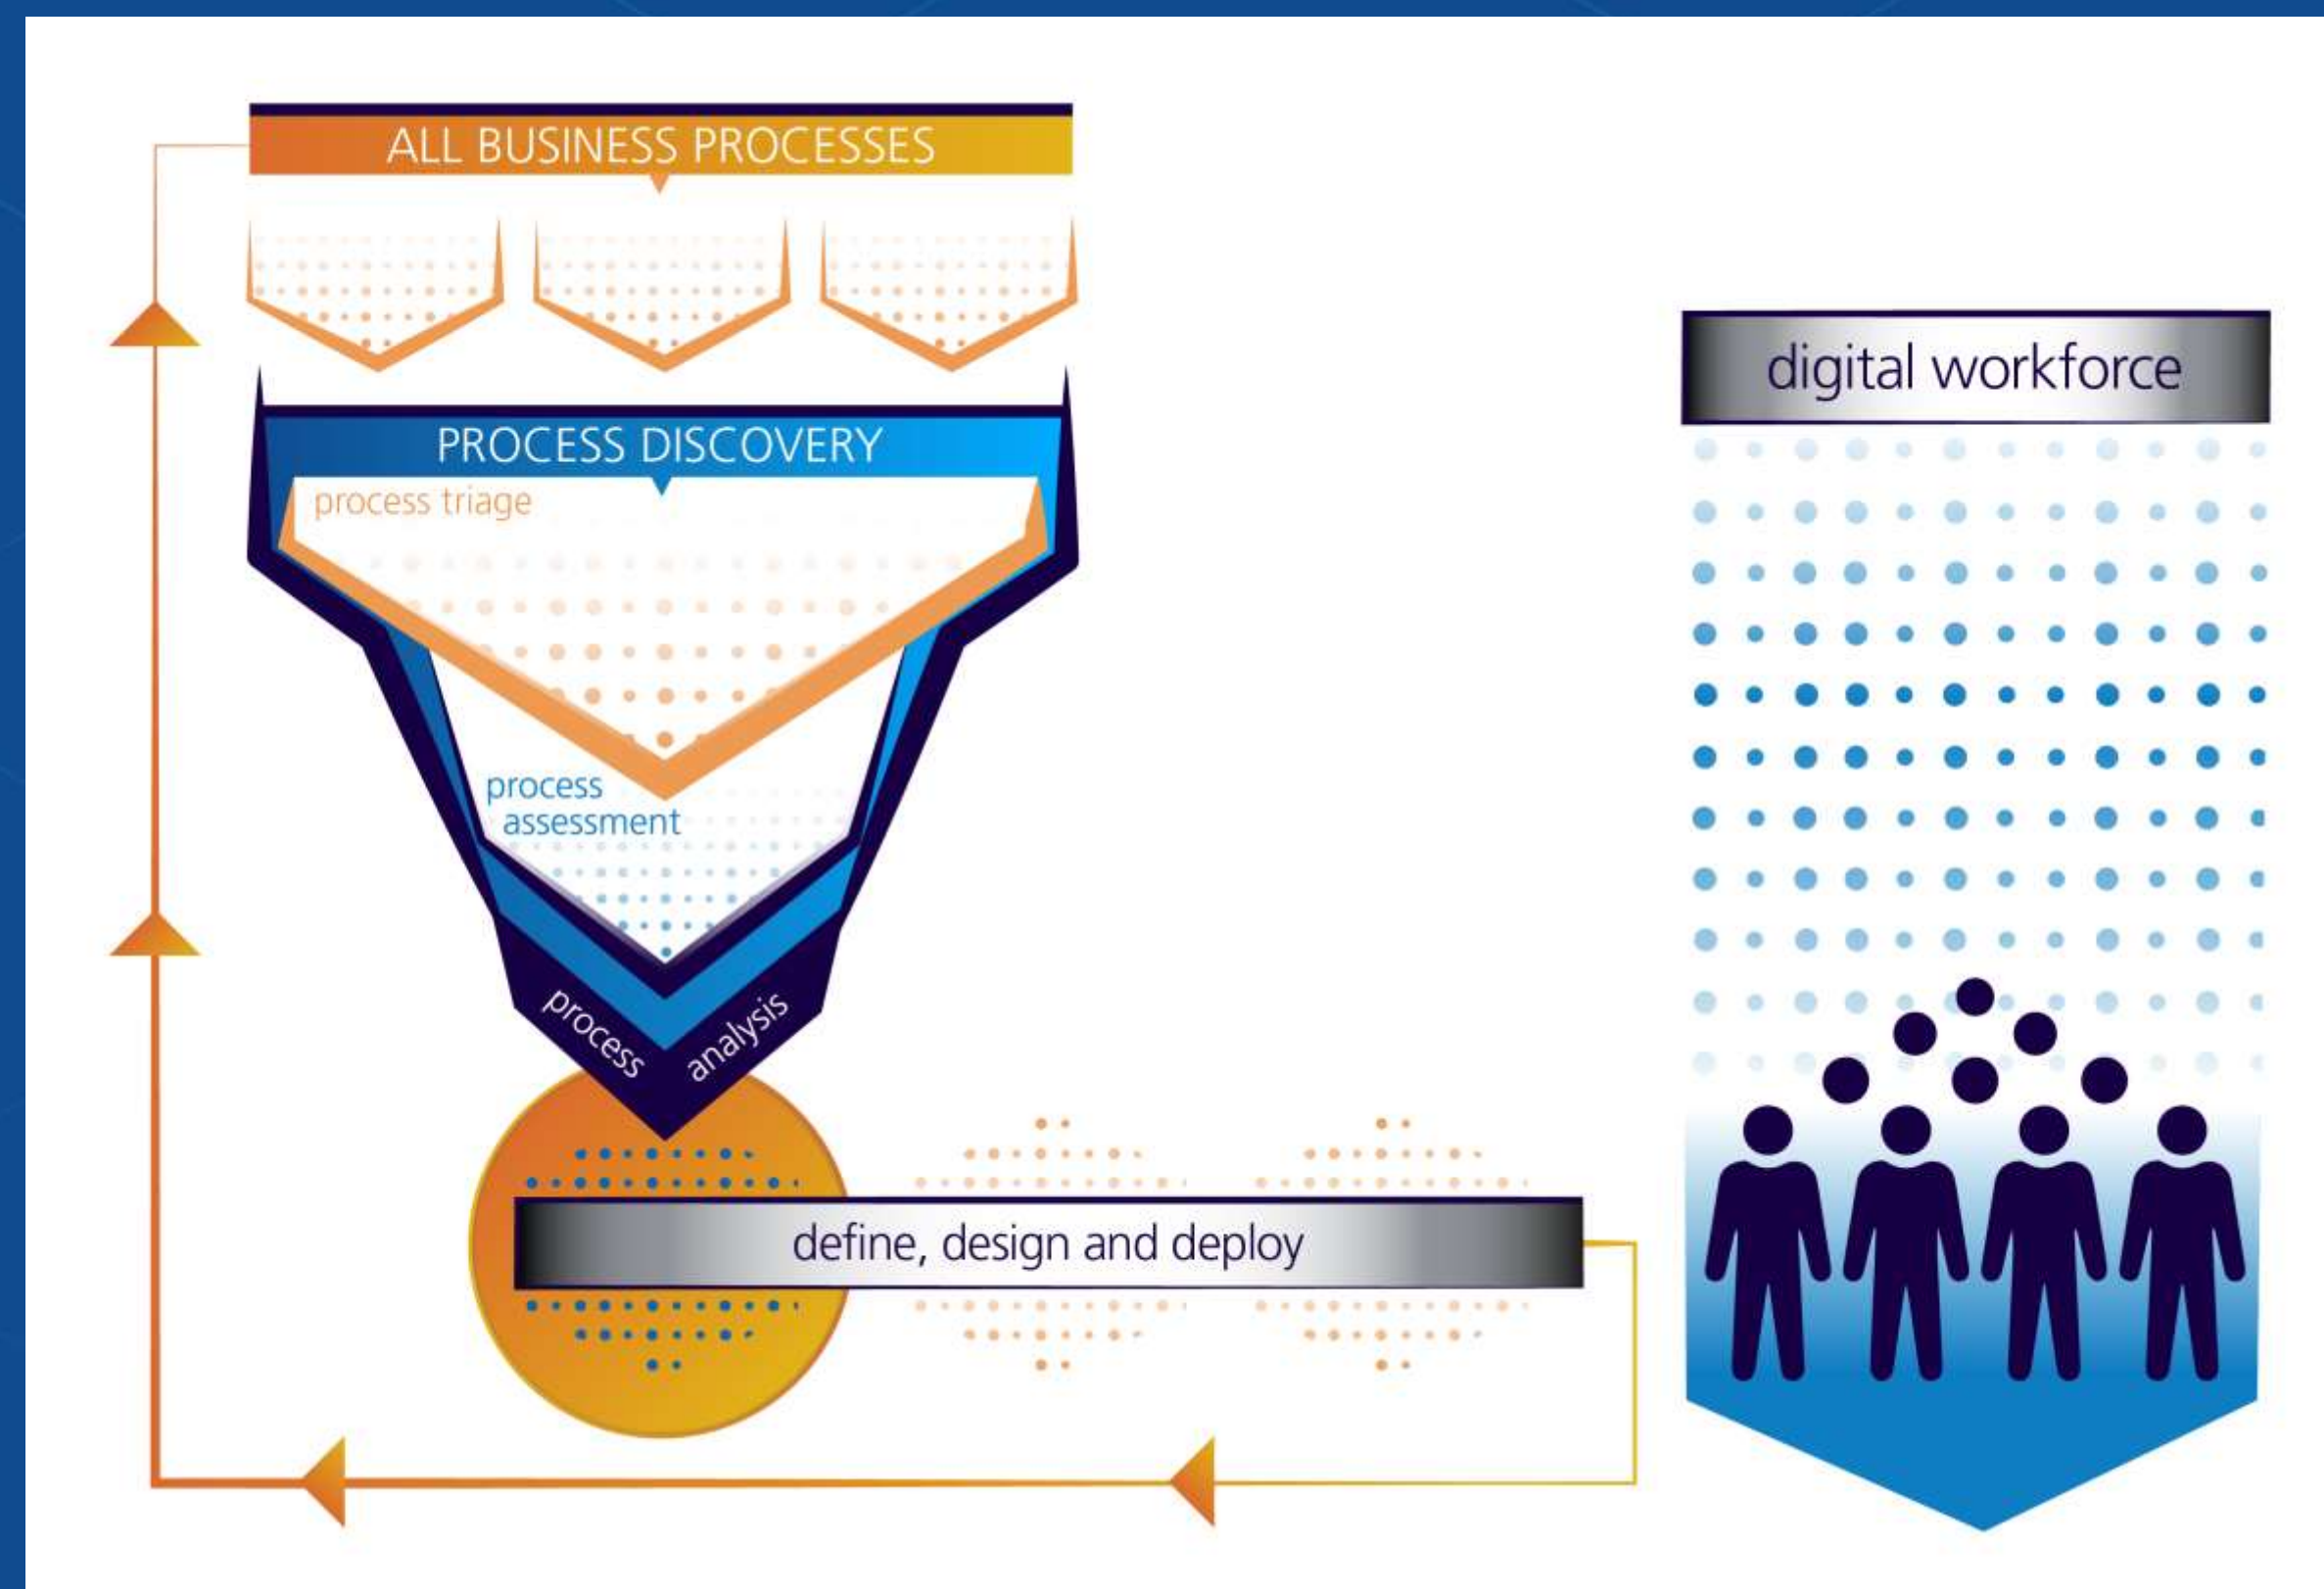 ALL BUSINESS PROCESSES
PROCESS DISCOVERY
process triage
process
assessment
process analysis
define, design and deploy
digital workforce